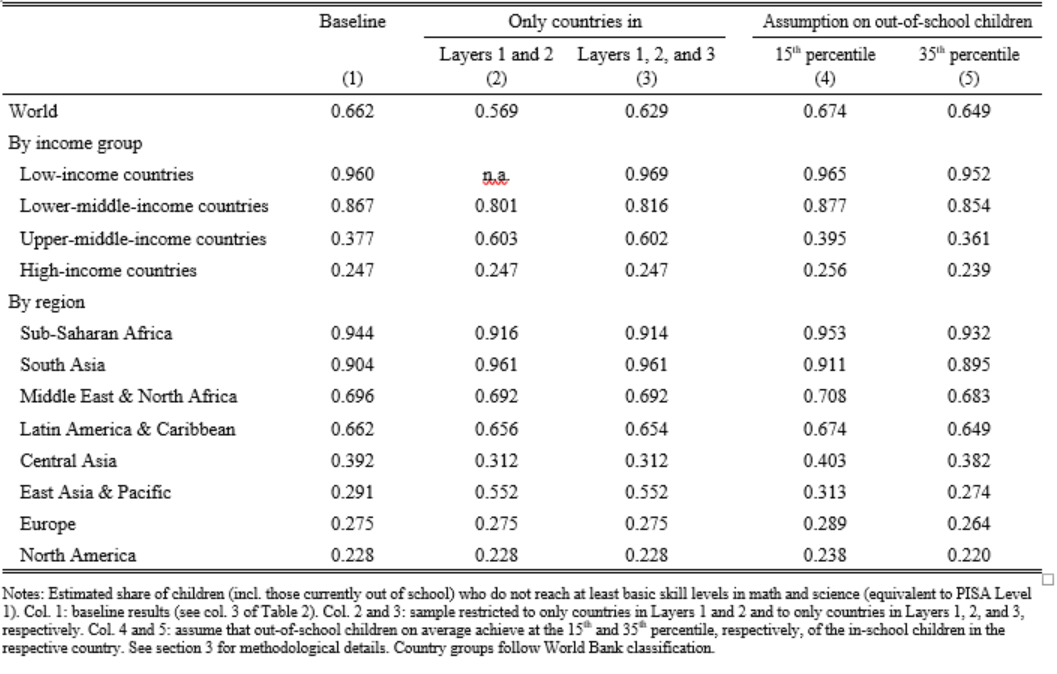 Baseline Only countries in Assumption on out-of-school children
Layers 1 and 2 Layers 1, 2, and 3 15th percentile 35th percentile
(1) (2) (3) (4) (5)
World 0.662 0.569 0.629 0.674 0.649
By income group
Low-income countries 0.960 n.a. 0.969 0.965 0.952
Lower-middle-income countries 0.867 0.801 0.816 0.877 0.854
Upper-middle-income countries 0.377 0.603 0.602 0.395 0.361
High-income countries 0.247 0.247 0.247 0.256 0.239
By region
Sub-Saharan Africa 0.944 0.916 0.914 0.953 0.932
South Asia 0.904 0.961 0.961 0.911 0.895
Middle East & North Africa 0.696 0.692 0.692 0.708 0.683
Latin America & Caribbean 0.662 0.656 0.654 0.674 0.649
Central Asia 0.392 0.312 0.312 0.403 0.382
East Asia & Pacific 0.291 0.552 0.552 0.313 0.274
Europe 0.275 0.275 0.275 0.289 0.264
North America 0.228 0.228 0.228 0.238 0.220
Notes: Estimated share of children (incl. those currently out of school) who do not reach at least basic skill levels in math and science (equivalent to PISA Level
1). Col. 1: baseline results (see col. 3 of Table 2). Col. 2 and 3: sample restricted to only countries in Layers 1 and 2 and to only countries in Layers 1, 2, and 3,
respectively. Col. 4 and 5: assume that out-of-school children on average achieve at the 15th and 35th percentile, respectively, of the in-school children in the
respective country. See section 3 for methodological details. Country groups follow World Bank classification.